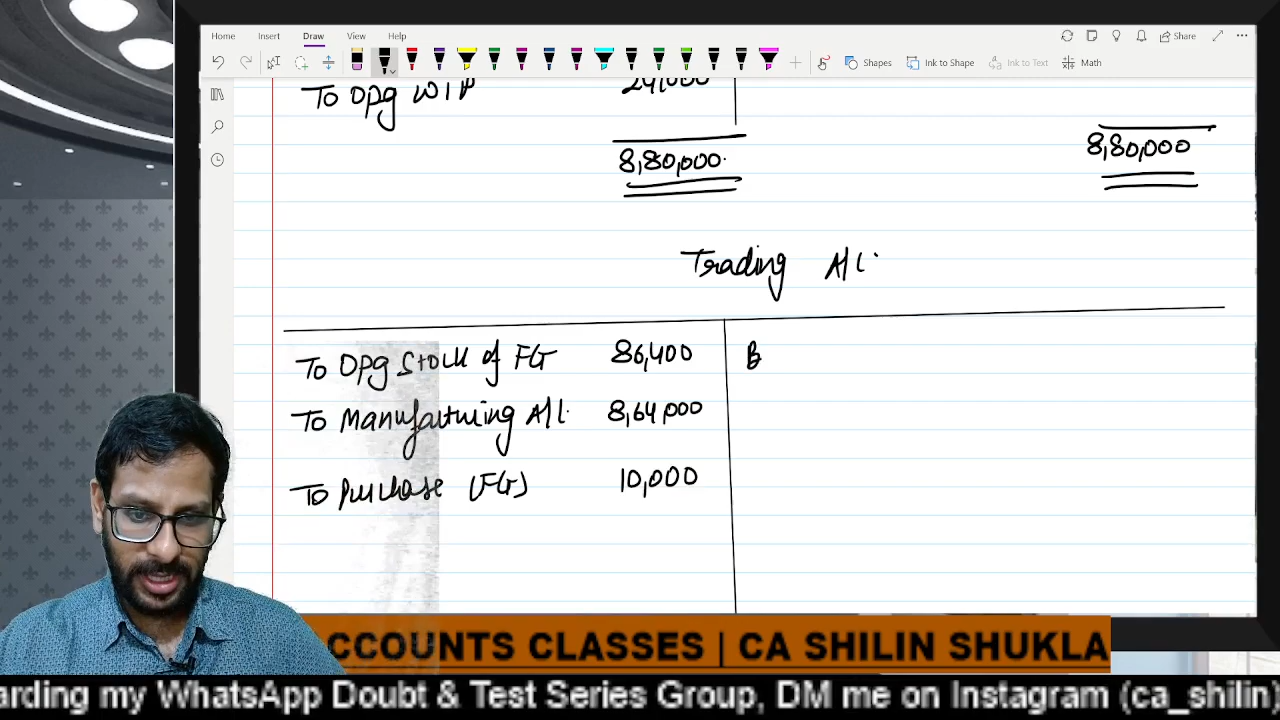 Home Insert Draw View Help
Share
Shapes Ink to Shape Ink to Text Math
To Opg WIP 24,000
8,80,000 8,80,000
Trading A/c
To Opg Stock of FG 86,400 B
To Manufacturing A/c 8,64,000
To Purchase (FG) 10,000
CCOUNTS CLASSES | CA SHILIN SHUKLA
arding my WhatsApp Doubt & Test Series Group, DM me on Instagram (ca_shilin)